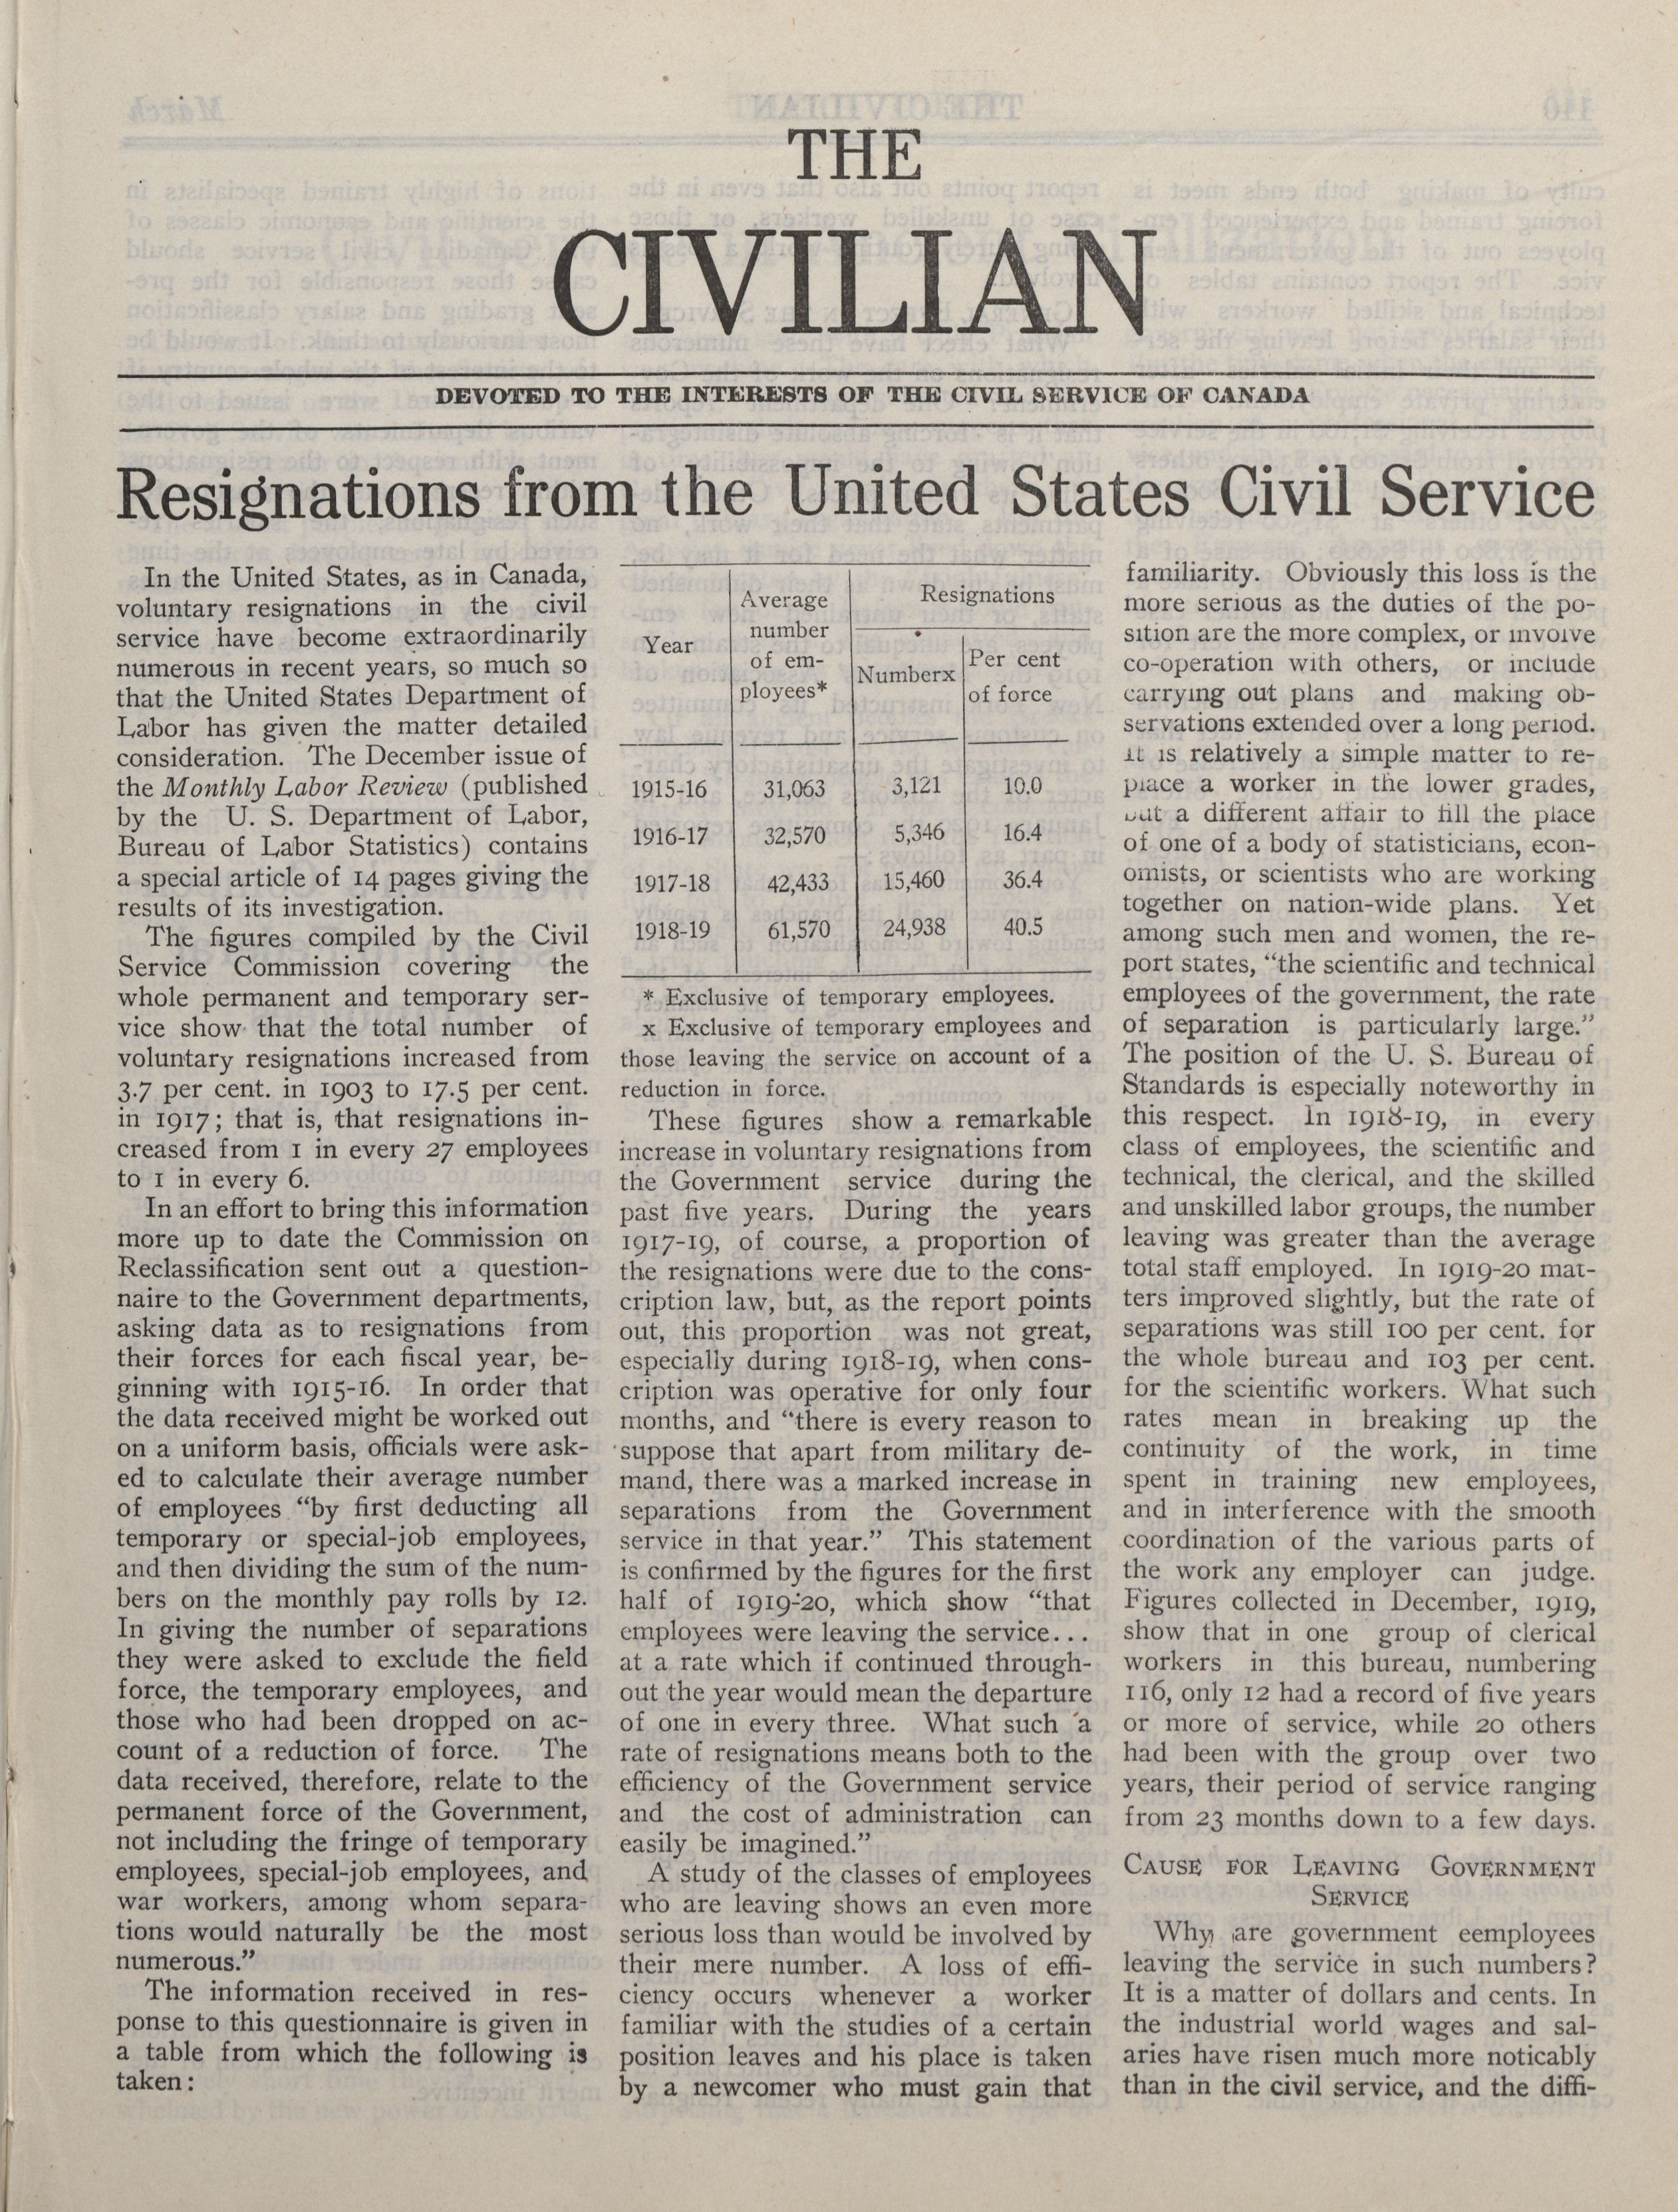 THE
CIVILIAN
DEVOTED TO THE INTERESTS OF THE CIVIL SERVICE OF CANADA
Resignations from the United States Civil Service
In the United States, as in Canada,
voluntary resignations in the civil
service have become extraordinarily
numerous in recent years, so much so
that the United States Department of
Labor has given the matter detailed
consideration. The December issue of
the Monthly Labor Review (published
by the U. S. Department of Labor,
Bureau of Labor Statistics) contains
a special article of 14 pages giving the
results of its investigation.
The figures compiled by the Civil
Service Commission covering the
whole permanent and temporary ser-
vice show that the total number of
voluntary resignations increased from
3.7 per cent. in 1903 to 17.5 per cent.
in 1917; that is, that resignations in-
creased from 1 in every 27 employees
to 1 in every 6.
In an effort to bring this information
more up to date the Commission on
Reclassification sent out a question-
naire to the Government departments,
asking data as to resignations from
their forces for each fiscal year, be-
ginning with 1915-16. In order that
the data received might be worked out
on a uniform basis, officials were ask-
ed to calculate their average number
of employees “by first deducting all
temporary or special-job employees,
and then dividing the sum of the num-
bers on the monthly pay rolls by 12.
In giving the number of separations
they were asked to exclude the field
force, the temporary employees, and
those who had been dropped on ac-
count of a reduction of force. The
data received, therefore, relate to the
permanent force of the Government,
not including the fringe of temporary
employees, special-job employees, and
war workers, among whom separa-
tions would naturally be the most
numerous.”
The information received in res-
ponse to this questionnaire is given in
a table from which the following is
taken:
Year
Average
number
of em-
ployees*
Resignations
Numberx
Per cent
of force
1915-16 31,063 3,121 10.0
1916-17 32,570 5,346 16.4
1917-18 42,433 15,460 36.4
1918-19 61,570 24,938 40.5
* Exclusive of temporary employees.
x Exclusive of temporary employees and
those leaving the service on account of a
reduction in force.
These figures show a remarkable
increase in voluntary resignations from
the Government service during the
past five years. During the years
1917-19, of course, a proportion of
the resignations were due to the cons-
cription law, but, as the report points
out, this proportion was not great,
especially during 1918-19, when cons-
cription was operative for only four
months, and “there is every reason to
suppose that apart from military de-
mand, there was a marked increase in
separations from the Government
service in that year.” This statement
is confirmed by the figures for the first
half of 1919-20, which show “that
employees were leaving the service...
at a rate which if continued through-
out the year would mean the departure
of one in every three. What such a
rate of resignations means both to the
efficiency of the Government service
and the cost of administration can
easily be imagined.”
A study of the classes of employees
who are leaving shows an even more
serious loss than would be involved by
their mere number. A loss of effi-
ciency occurs whenever a worker
familiar with the studies of a certain
position leaves and his place is taken
by a newcomer who must gain that
familiarity. Obviously this loss is the
more serious as the duties of the po-
sition are the more complex, or involve
co-operation with others, or include
carrying out plans and making ob-
servations extended over a long period.
It is relatively a simple matter to re-
place a worker in the lower grades,
but a different affair to fill the place
of one of a body of statisticians, econ-
omists, or scientists who are working
together on nation-wide plans. Yet
among such men and women, the re-
port states, “the scientific and technical
employees of the government, the rate
of separation is particularly large.”
The position of the U. S. Bureau of
Standards is especially noteworthy in
this respect. In 1918-19, in every
class of employees, the scientific and
technical, the clerical, and the skilled
and unskilled labor groups, the number
leaving was greater than the average
total staff employed. In 1919-20 mat-
ters improved slightly, but the rate of
separations was still 100 per cent. for
the whole bureau and 103 per cent.
for the scientific workers. What such
rates mean in breaking up the
continuity of the work, in time
spent in training new employees,
and in interference with the smooth
coordination of the various parts of
the work any employer can judge.
Figures collected in December, 1919,
show that in one group of clerical
workers in this bureau, numbering
116, only 12 had a record of five years
or more of service, while 20 others
had been with the group over two
years, their period of service ranging
from 23 months down to a few days.
CAUSE FOR LEAVING GOVERNMENT
SERVICE
Why are government eemployees
leaving the service in such numbers?
It is a matter of dollars and cents. In
the industrial world wages and sal-
aries have risen much more noticably
than in the civil service, and the diffi-